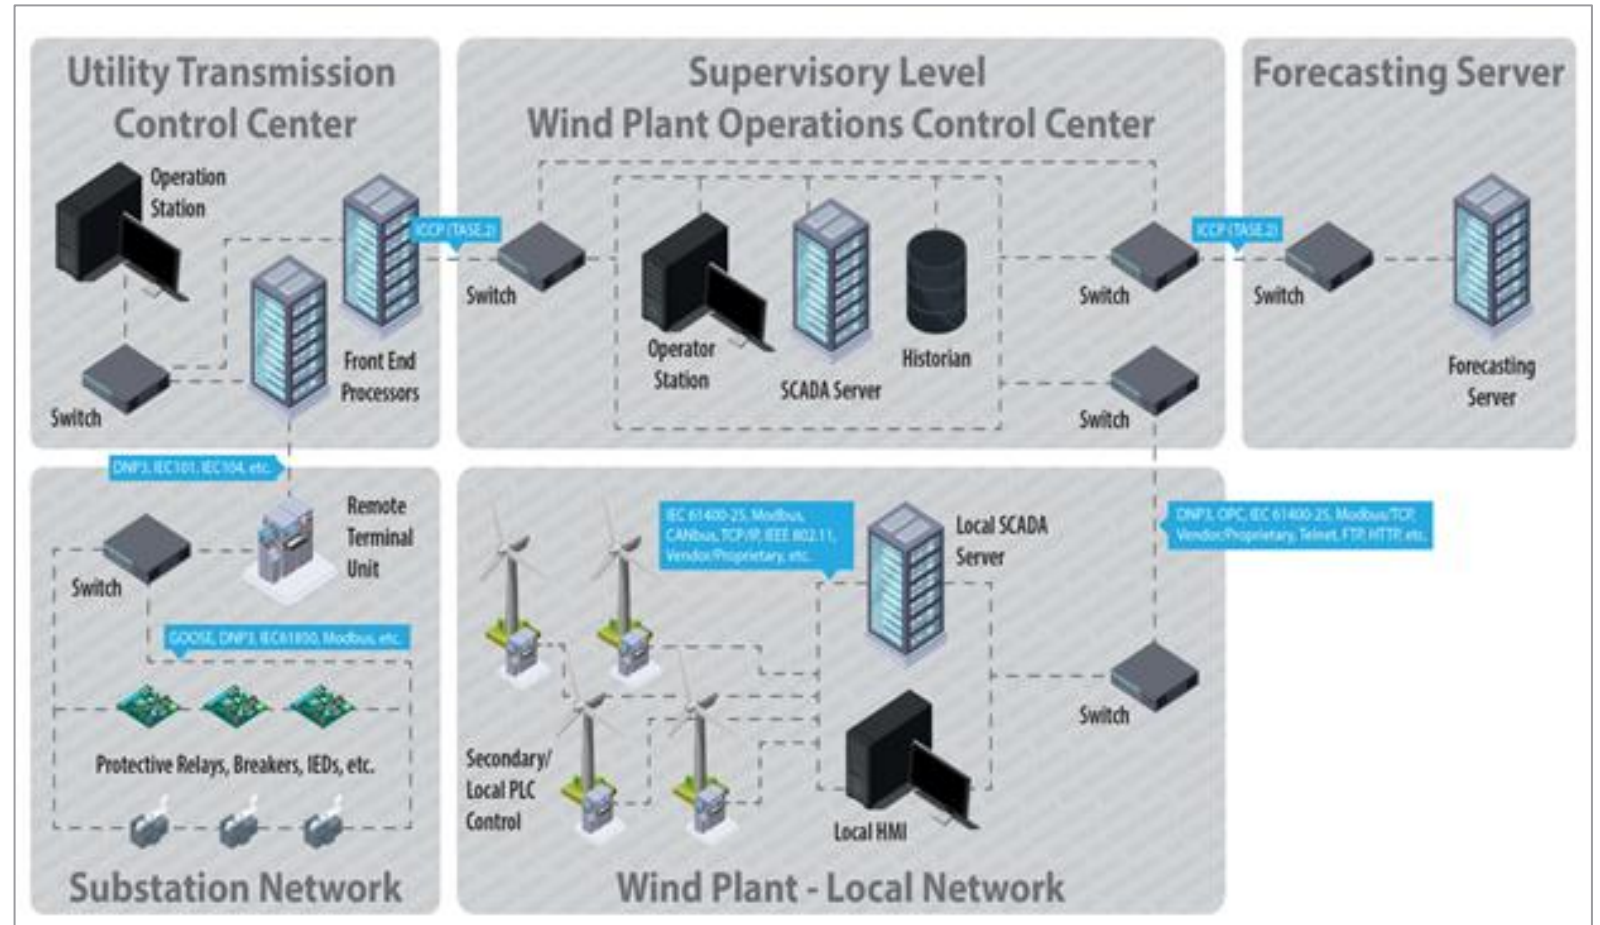 Utility Transmission
Control Center
Operation
Station
Front End
Processors
Switch
ICCP (TASE.2)
Supervisory Level
Wind Plant Operations Control Center
Switch
Operator
Station
SCADA Server
Historian
Switch
Switch
ICCP (TASE.2)
Forecasting Server
Switch
Forecasting
Server
DNP3, IEC101, IEC104, etc.
Remote
Terminal
Unit
Switch
GOOSE, DNP3, IEC61850, Modbus, etc.
Protective Relays, Breakers, IEDs, etc.
Substation Network
IEC 61400-25, Modbus,
CANbus, TCP/IP, IEEE 802.11,
Vendor/Proprietary, etc.
Local SCADA
Server
DNP3, OPC, IEC 61400-25, Modbus/TCP,
Vendor/Proprietary, Telnet, FTP, HTTP, etc.
Switch
Secondary/
Local PLC
Control
Local HMI
Wind Plant - Local Network